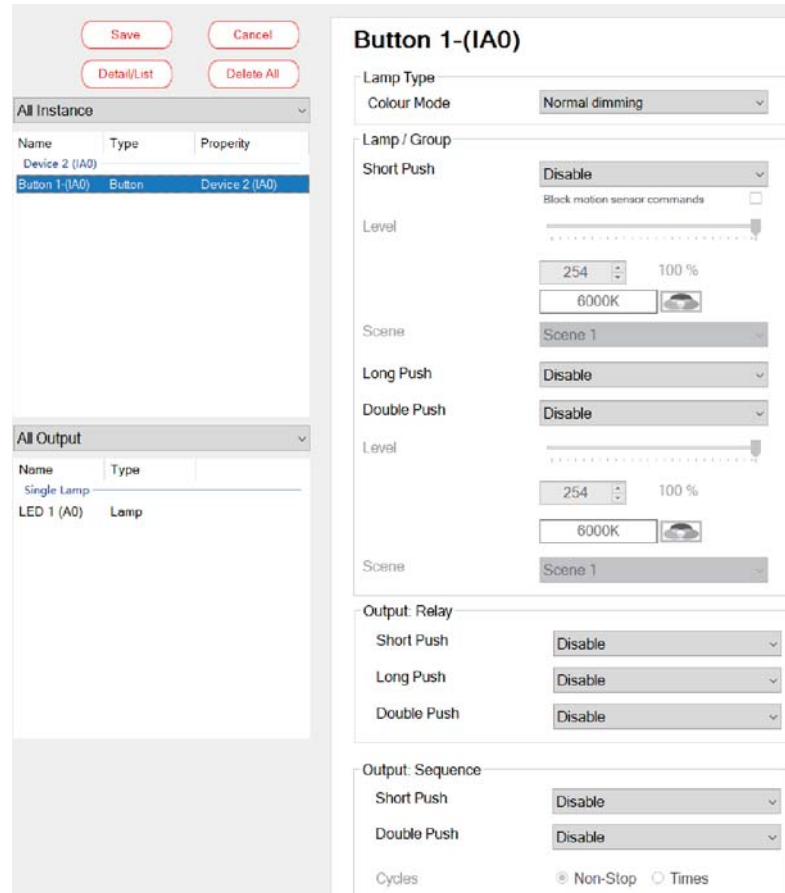 Save Cancel
Detail/List Delete All
All Instance
Name Type Properity
Device 2 (IA0)
Button 1-(IA0) Button Device 2 (IA0)
All Output
Name Type
Single Lamp
LED 1 (A0) Lamp
Button 1-(IA0)
Lamp Type
Colour Mode Normal dimming
Lamp / Group
Short Push Disable
Block motion sensor commands
Level
254 100 %
6000K
Scene Scene 1
Long Push Disable
Double Push Disable
Level
254 100 %
6000K
Scene Scene 1
Output: Relay
Short Push Disable
Long Push Disable
Double Push Disable
Output: Sequence
Short Push Disable
Double Push Disable
Cycles Non-Stop Times